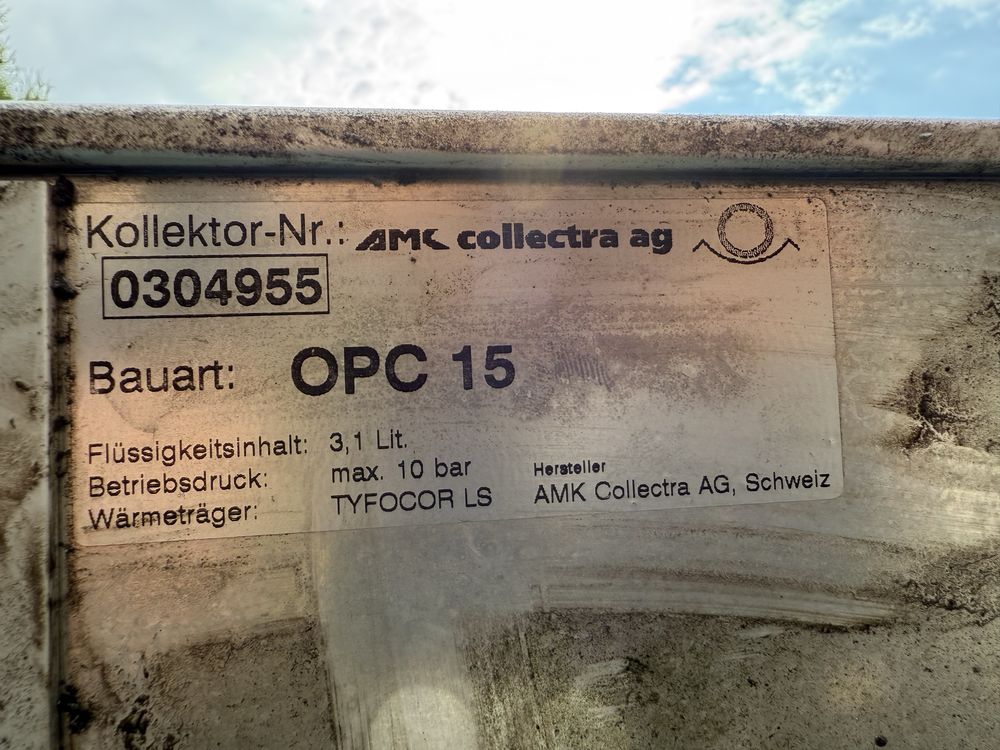 Kollektor-Nr.: AMK collectra ag
0304955
Bauart: OPC 15
Flüssigkeitsinhalt: 3,1 Lit.
Betriebsdruck: max. 10 bar
Wärmeträger: TYFOCOR LS
Hersteller
AMK Collectra AG, Schweiz